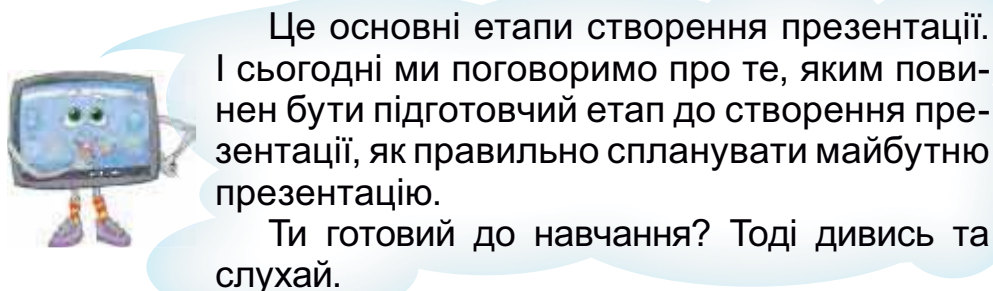 Це основні етапи створення презентації.
І сьогодні ми поговоримо про те, яким пови-
нен бути підготовчий етап до створення пре-
зентації, як правильно спланувати майбутню
презентацію.
Ти готовий до навчання? Тоді дивись та
слухай.